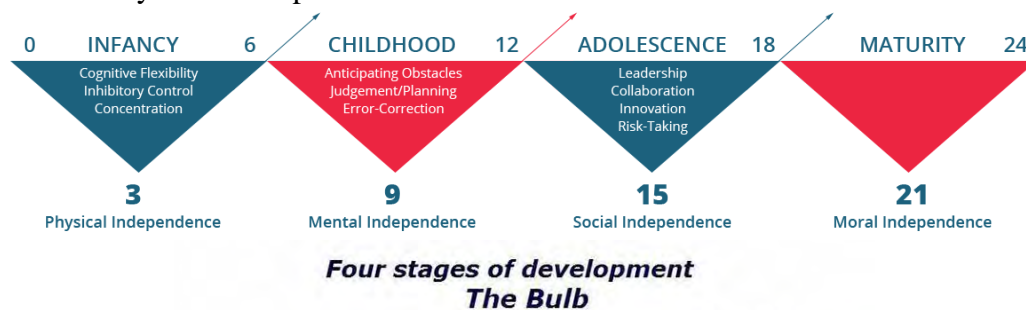 0 INFANCY 6 CHILDHOOD 12 ADOLESCENCE 18 MATURITY 24
Cognitive Flexibility
Inhibitory Control
Concentration
Anticipating Obstacles
Judgement/Planning
Error-Correction
Leadership
Collaboration
Innovation
Risk-Taking
3
Physical Independence
9
Mental Independence
15
Social Independence
21
Moral Independence
Four stages of development
The Bulb